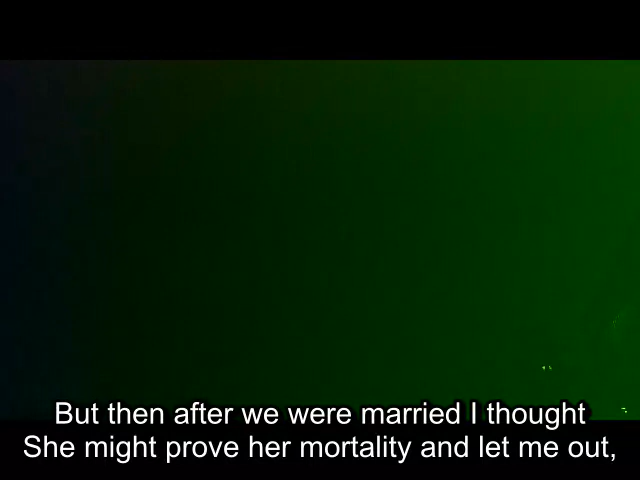 But then after we were married I thought
She might prove her mortality and let me out,